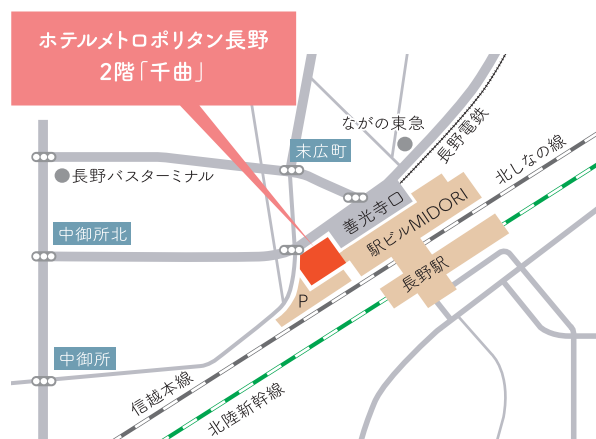 ホテルメトロポリタン長野
2階「千曲」
ながの東急
長野電鉄
末広町
北しなの線
長野バスターミナル
善光寺口
駅ビルMIDORI
中御所北
長野駅
P
中御所
信越本線
北陸新幹線